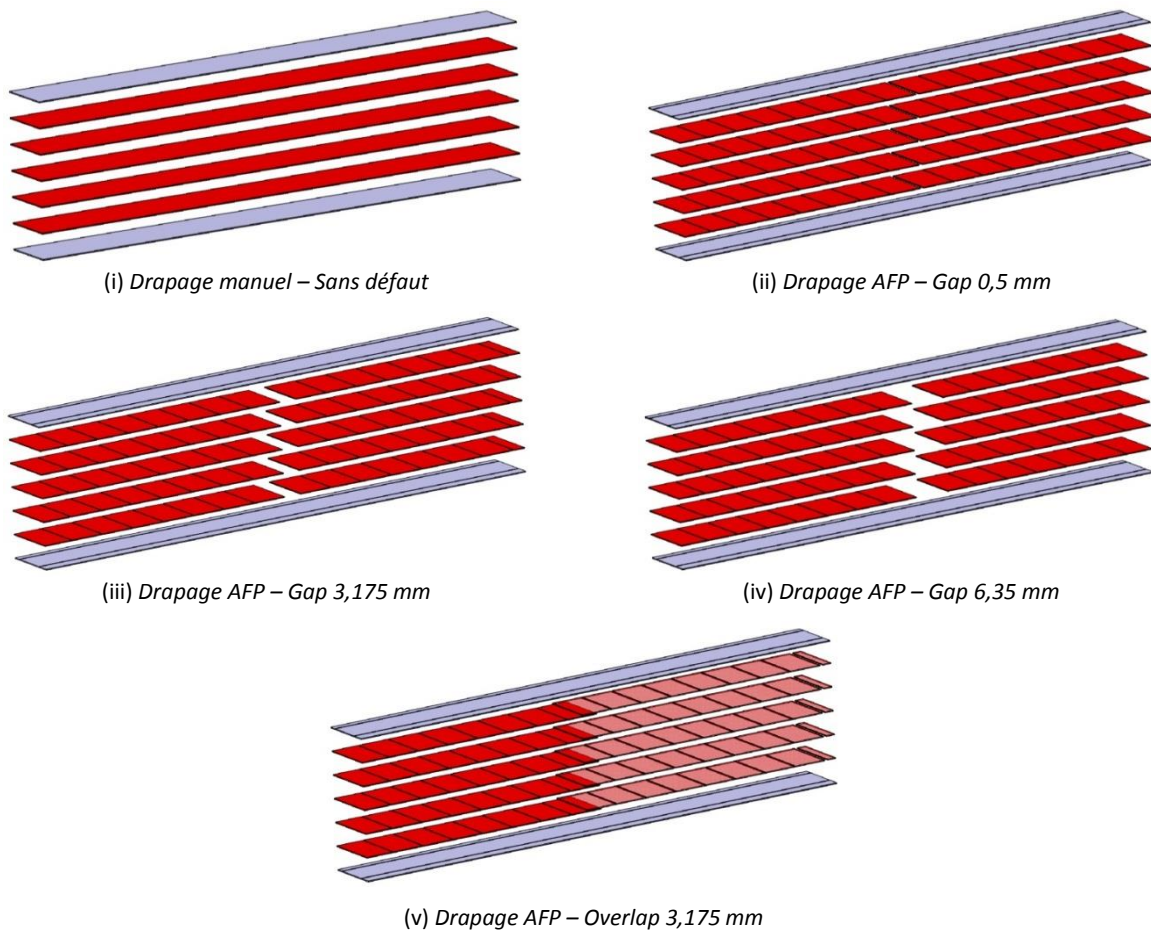 (i) Drapage manuel – Sans défaut
(ii) Drapage AFP – Gap 0,5 mm
(iii) Drapage AFP – Gap 3,175 mm
(iv) Drapage AFP – Gap 6,35 mm
(v) Drapage AFP – Overlap 3,175 mm